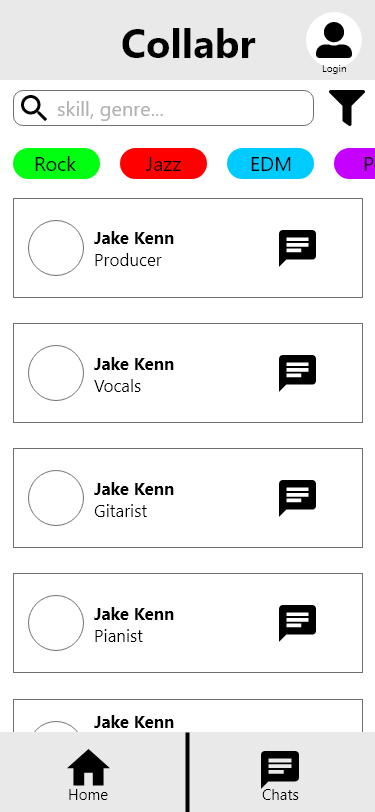 Collabr
Login
skill, genre...
Rock
Jazz
EDM
Jake Kenn
Producer
Jake Kenn
Vocals
Jake Kenn
Gitarist
Jake Kenn
Pianist
Jake Kenn
Home
Chats